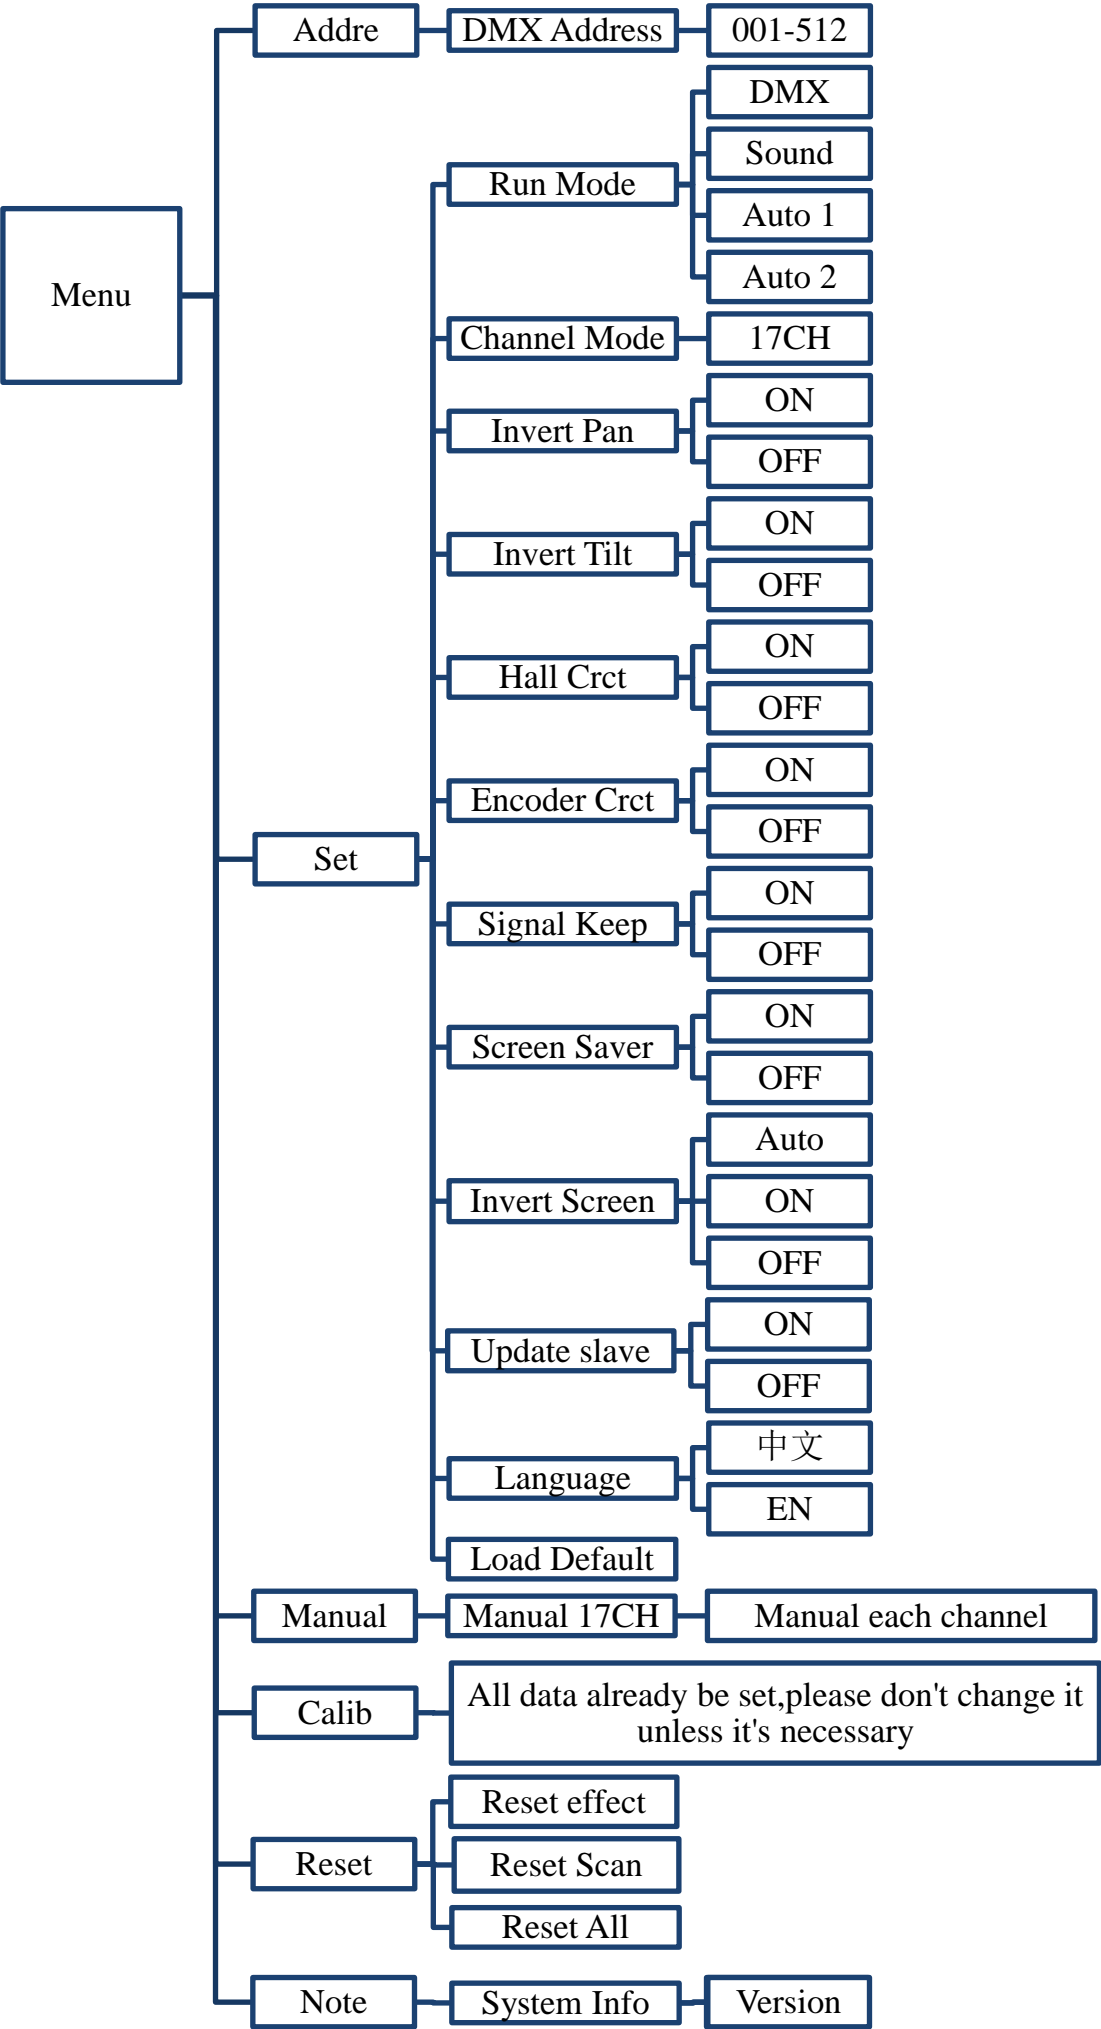 Menu
Addre
DMX Address
001-512
Set
Run Mode
DMX
Sound
Auto 1
Auto 2
Channel Mode
17CH
Invert Pan
ON
OFF
Invert Tilt
ON
OFF
Hall Crct
ON
OFF
Encoder Crct
ON
OFF
Signal Keep
ON
OFF
Screen Saver
ON
OFF
Invert Screen
Auto
ON
OFF
Update slave
ON
OFF
Language
中文
EN
Load Default
Manual
Manual 17CH
Manual each channel
Calib
All data already be set,please don't change it
unless it's necessary
Reset
Reset effect
Reset Scan
Reset All
Note
System Info
Version